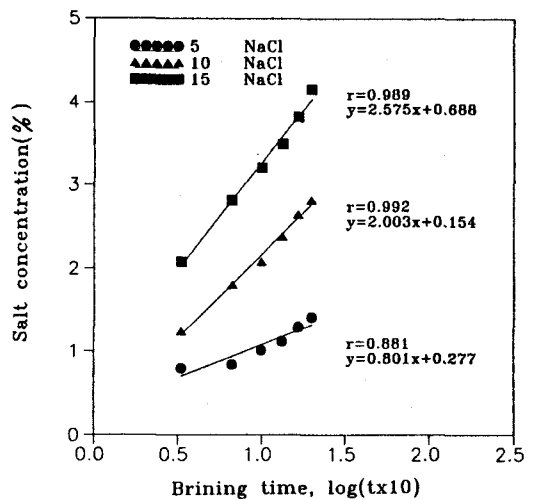 5
4
3
2
1
0
Salt concentration(%)
5 NaCl
10 NaCl
15 NaCl
r=0.989
y=2.575x+0.688
r=0.992
y=2.003x+0.154
r=0.881
y=0.801x+0.277
0.0 0.5 1.0 1.5 2.0 2.5
Brining time, log(tx10)